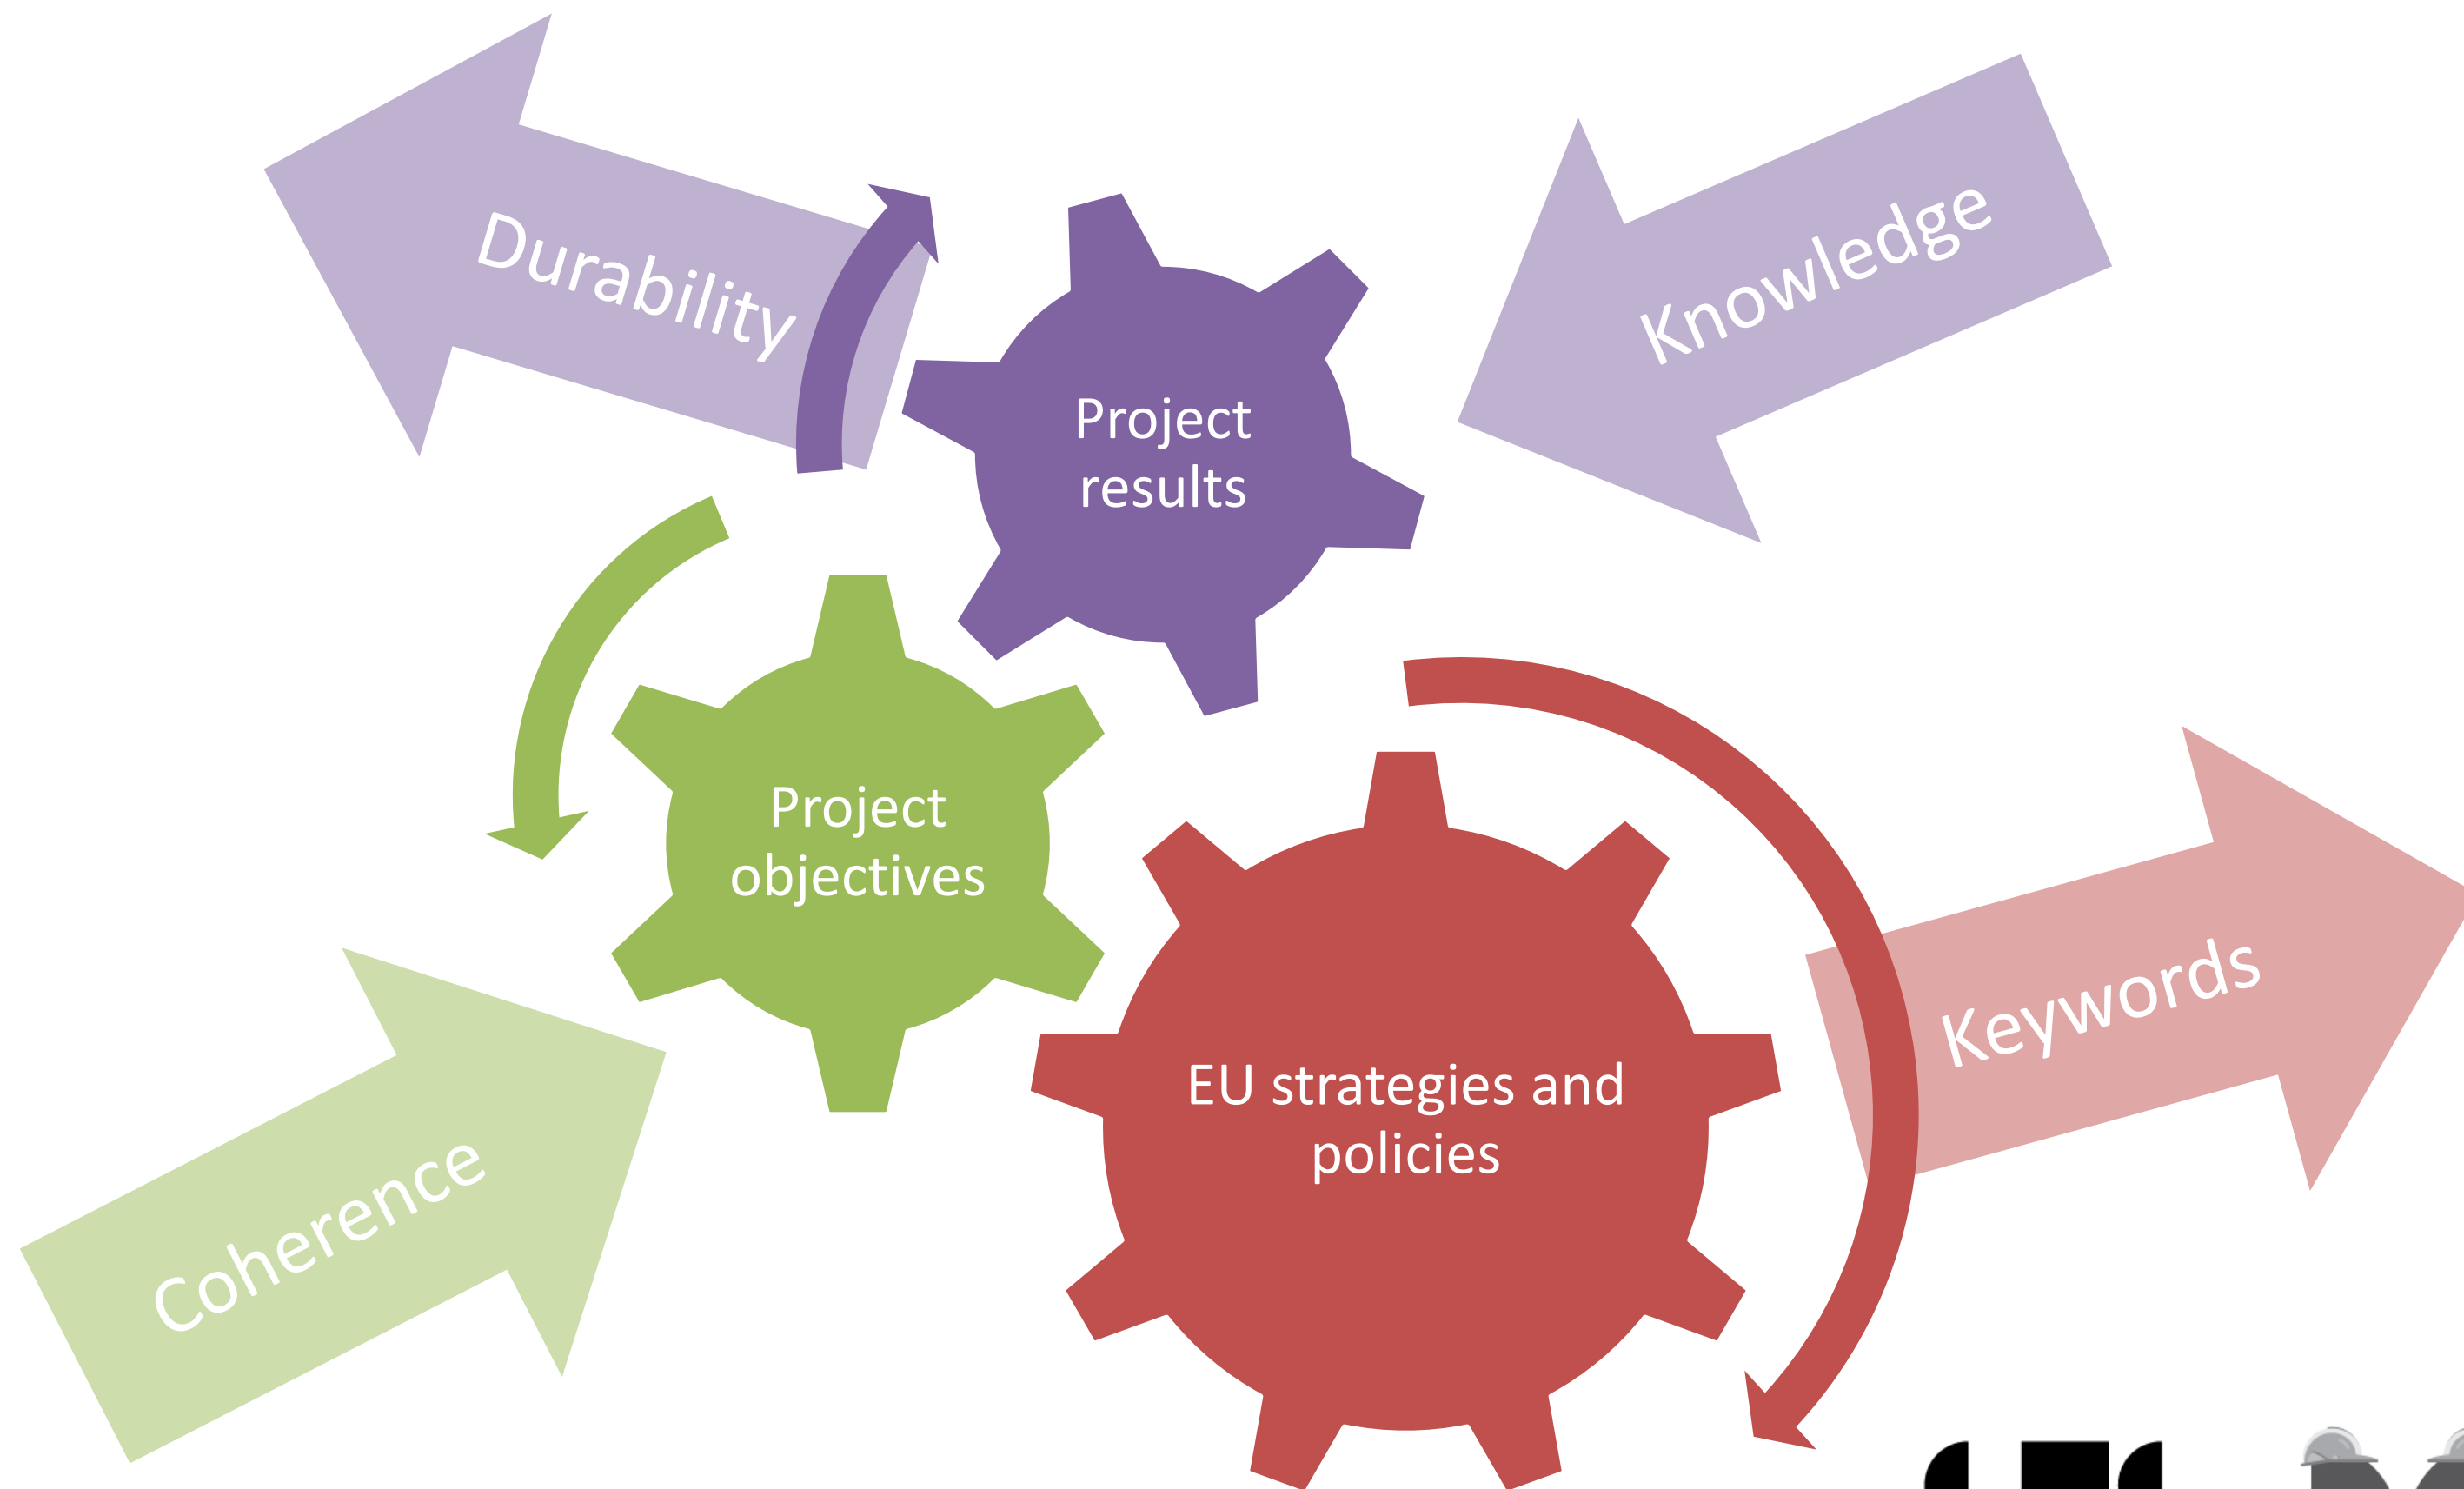 Durability
Knowledge
Project
results
Project
objectives
Keywords
EU strategies and
policies
Coherence